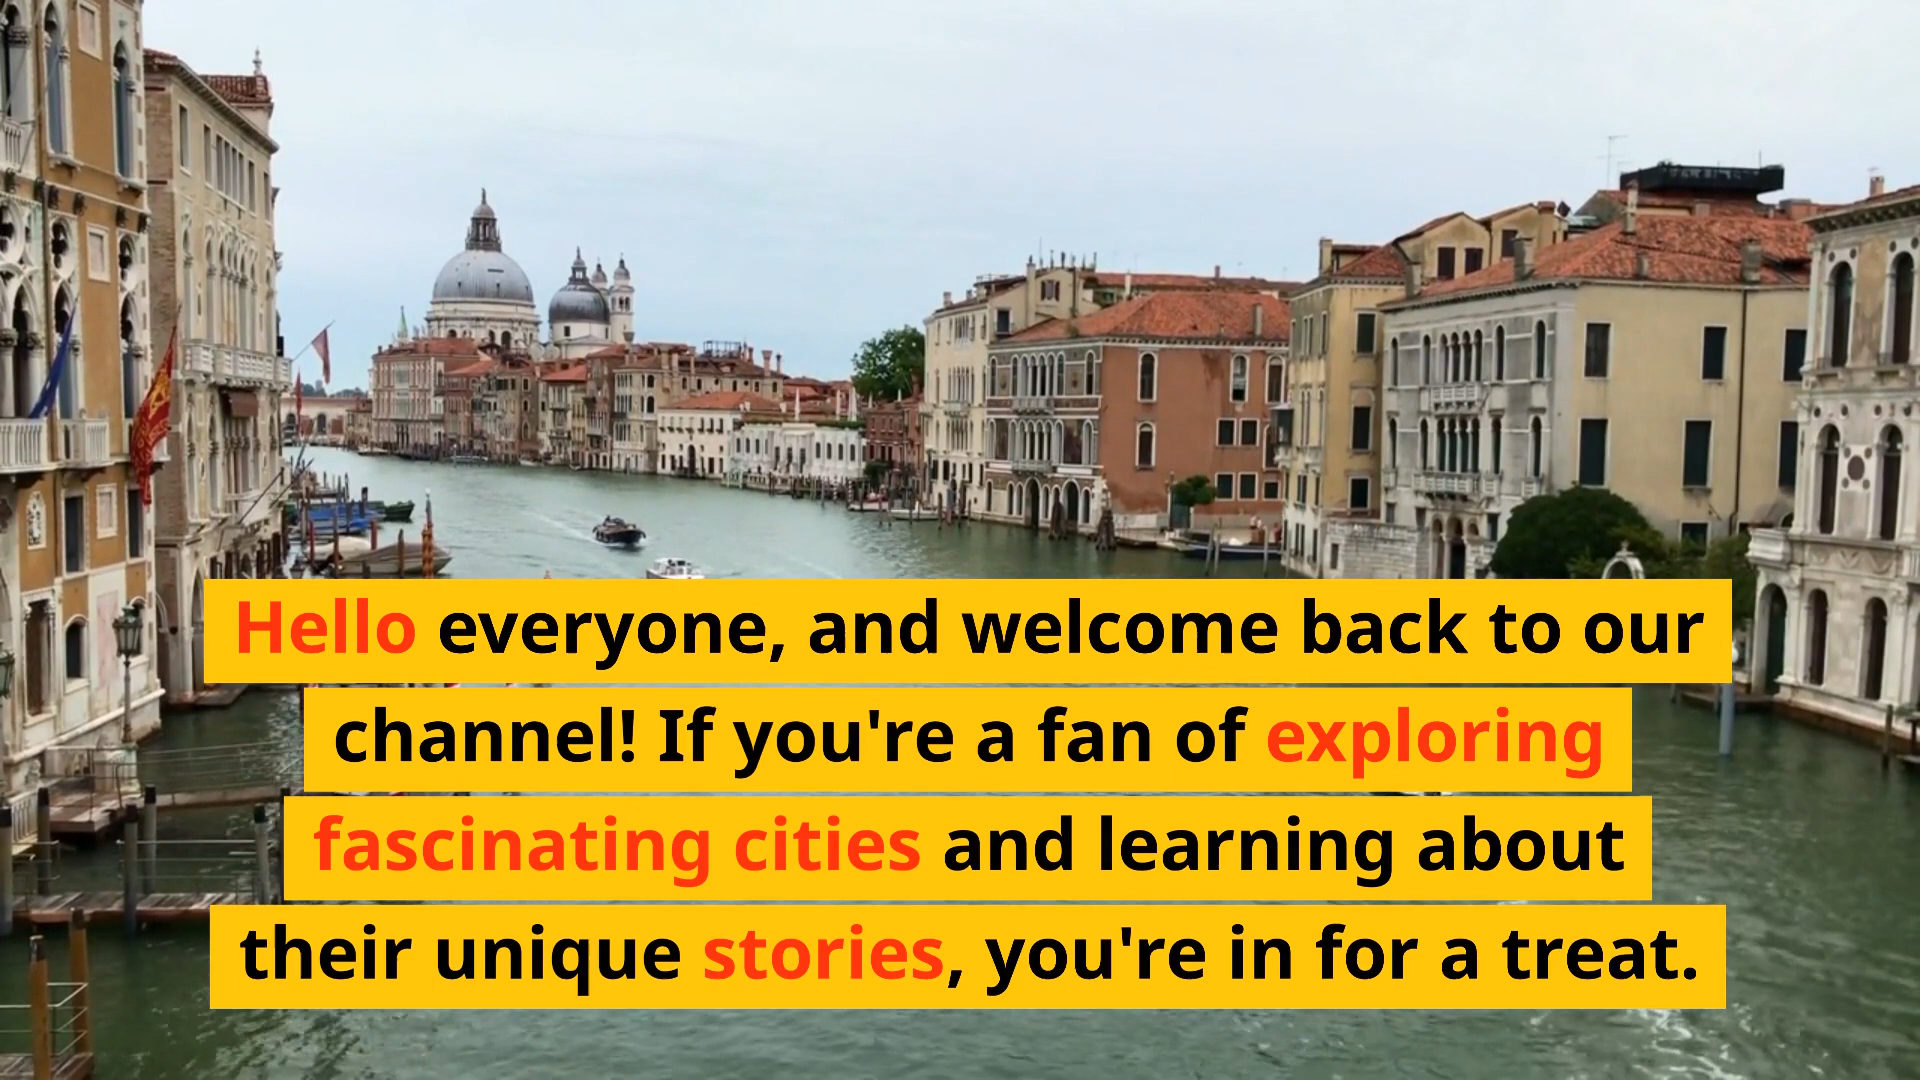 Hello everyone, and welcome back to our
channel! If you're a fan of exploring
fascinating cities and learning about
their unique stories, you're in for a treat.